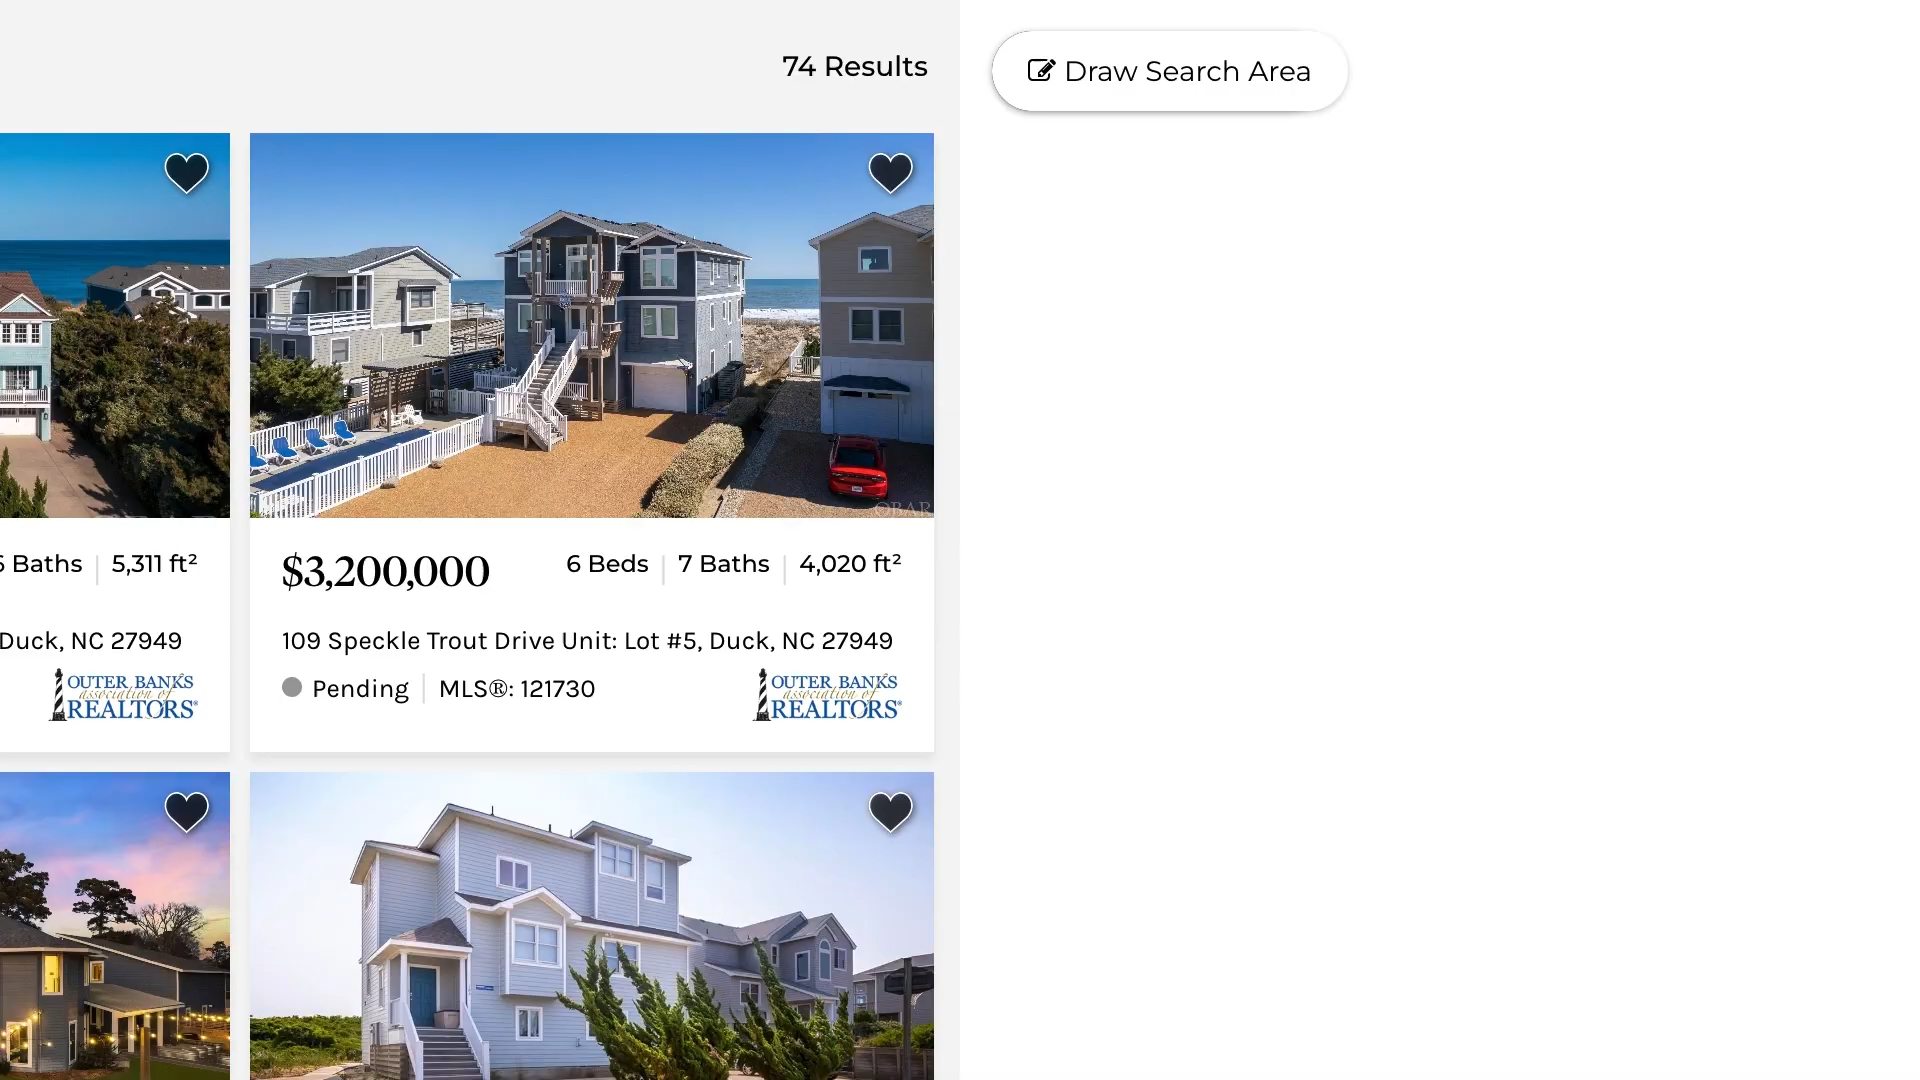 74 Results
Draw Search Area
OBAR
Baths | 5,311 ft²
$3,200,000
6 Beds | 7 Baths | 4,020 ft²
Duck, NC 27949
109 Speckle Trout Drive Unit: Lot #5, Duck, NC 27949
OUTER BANKS
association of
REALTORS®
Pending | MLS®: 121730
OUTER BANKS
association of
REALTORS®